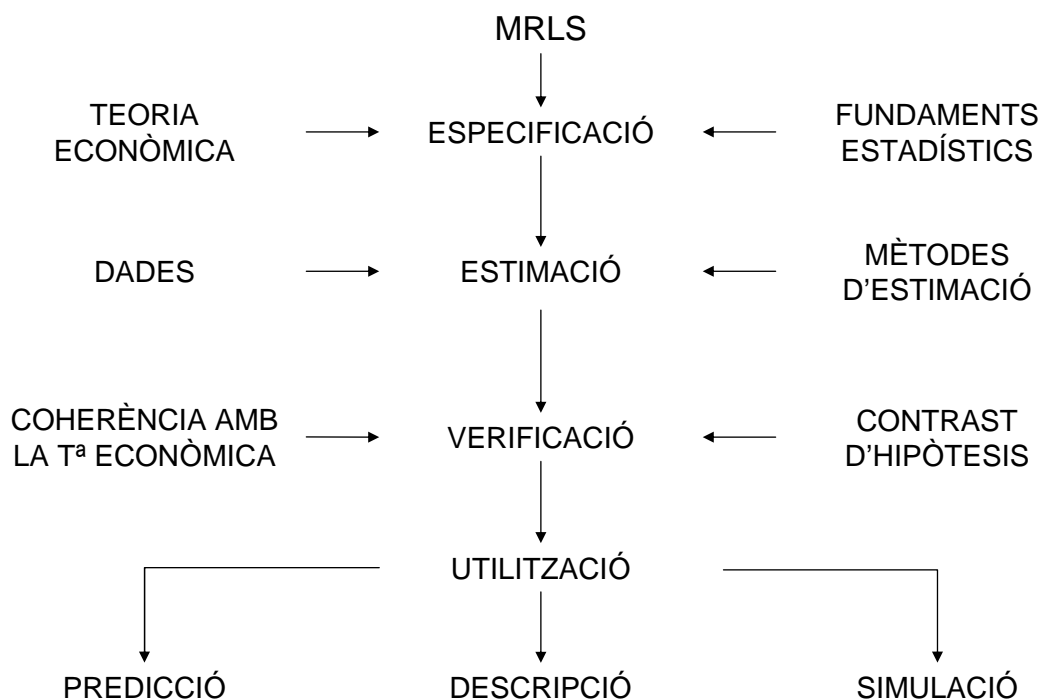 MRLS
TEORIA
ECONÒMICA
ESPECIFICACIÓ
FUNDAMENTS
ESTADÍSTICS
DADES
ESTIMACIÓ
MÈTODES
D’ESTIMACIÓ
COHERÈNCIA AMB
LA Tª ECONÒMICA
VERIFICACIÓ
CONTRAST
D’HIPÒTESIS
UTILITZACIÓ
PREDICCIÓ
DESCRIPCIÓ
SIMULACIÓ